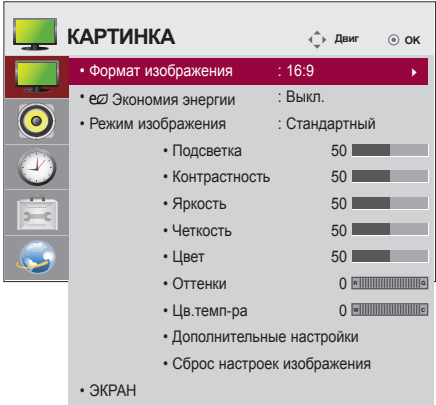 КАРТИНКА Двиг OK
• Формат изображения : 16:9
• e Экономия энергии : Выкл.
• Режим изображения : Стандартный
• Подсветка 50
• Контрастность 50
• Яркость 50
• Четкость 50
• Цвет 50
• Оттенки 0 R G
• Цв.темп-ра 0 W C
• Дополнительные настройки
• Сброс настроек изображения
• ЭКРАН